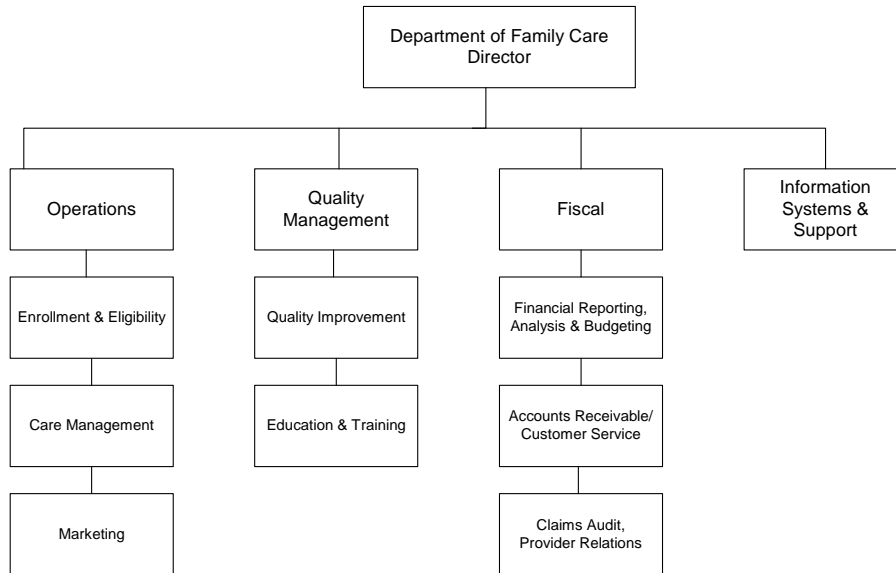 Department of Family Care
Director
Operations
Quality
Management
Fiscal
Information
Systems &
Support
Enrollment & Eligibility
Quality Improvement
Financial Reporting,
Analysis & Budgeting
Care Management
Education & Training
Accounts Receivable/
Customer Service
Marketing
Claims Audit,
Provider Relations